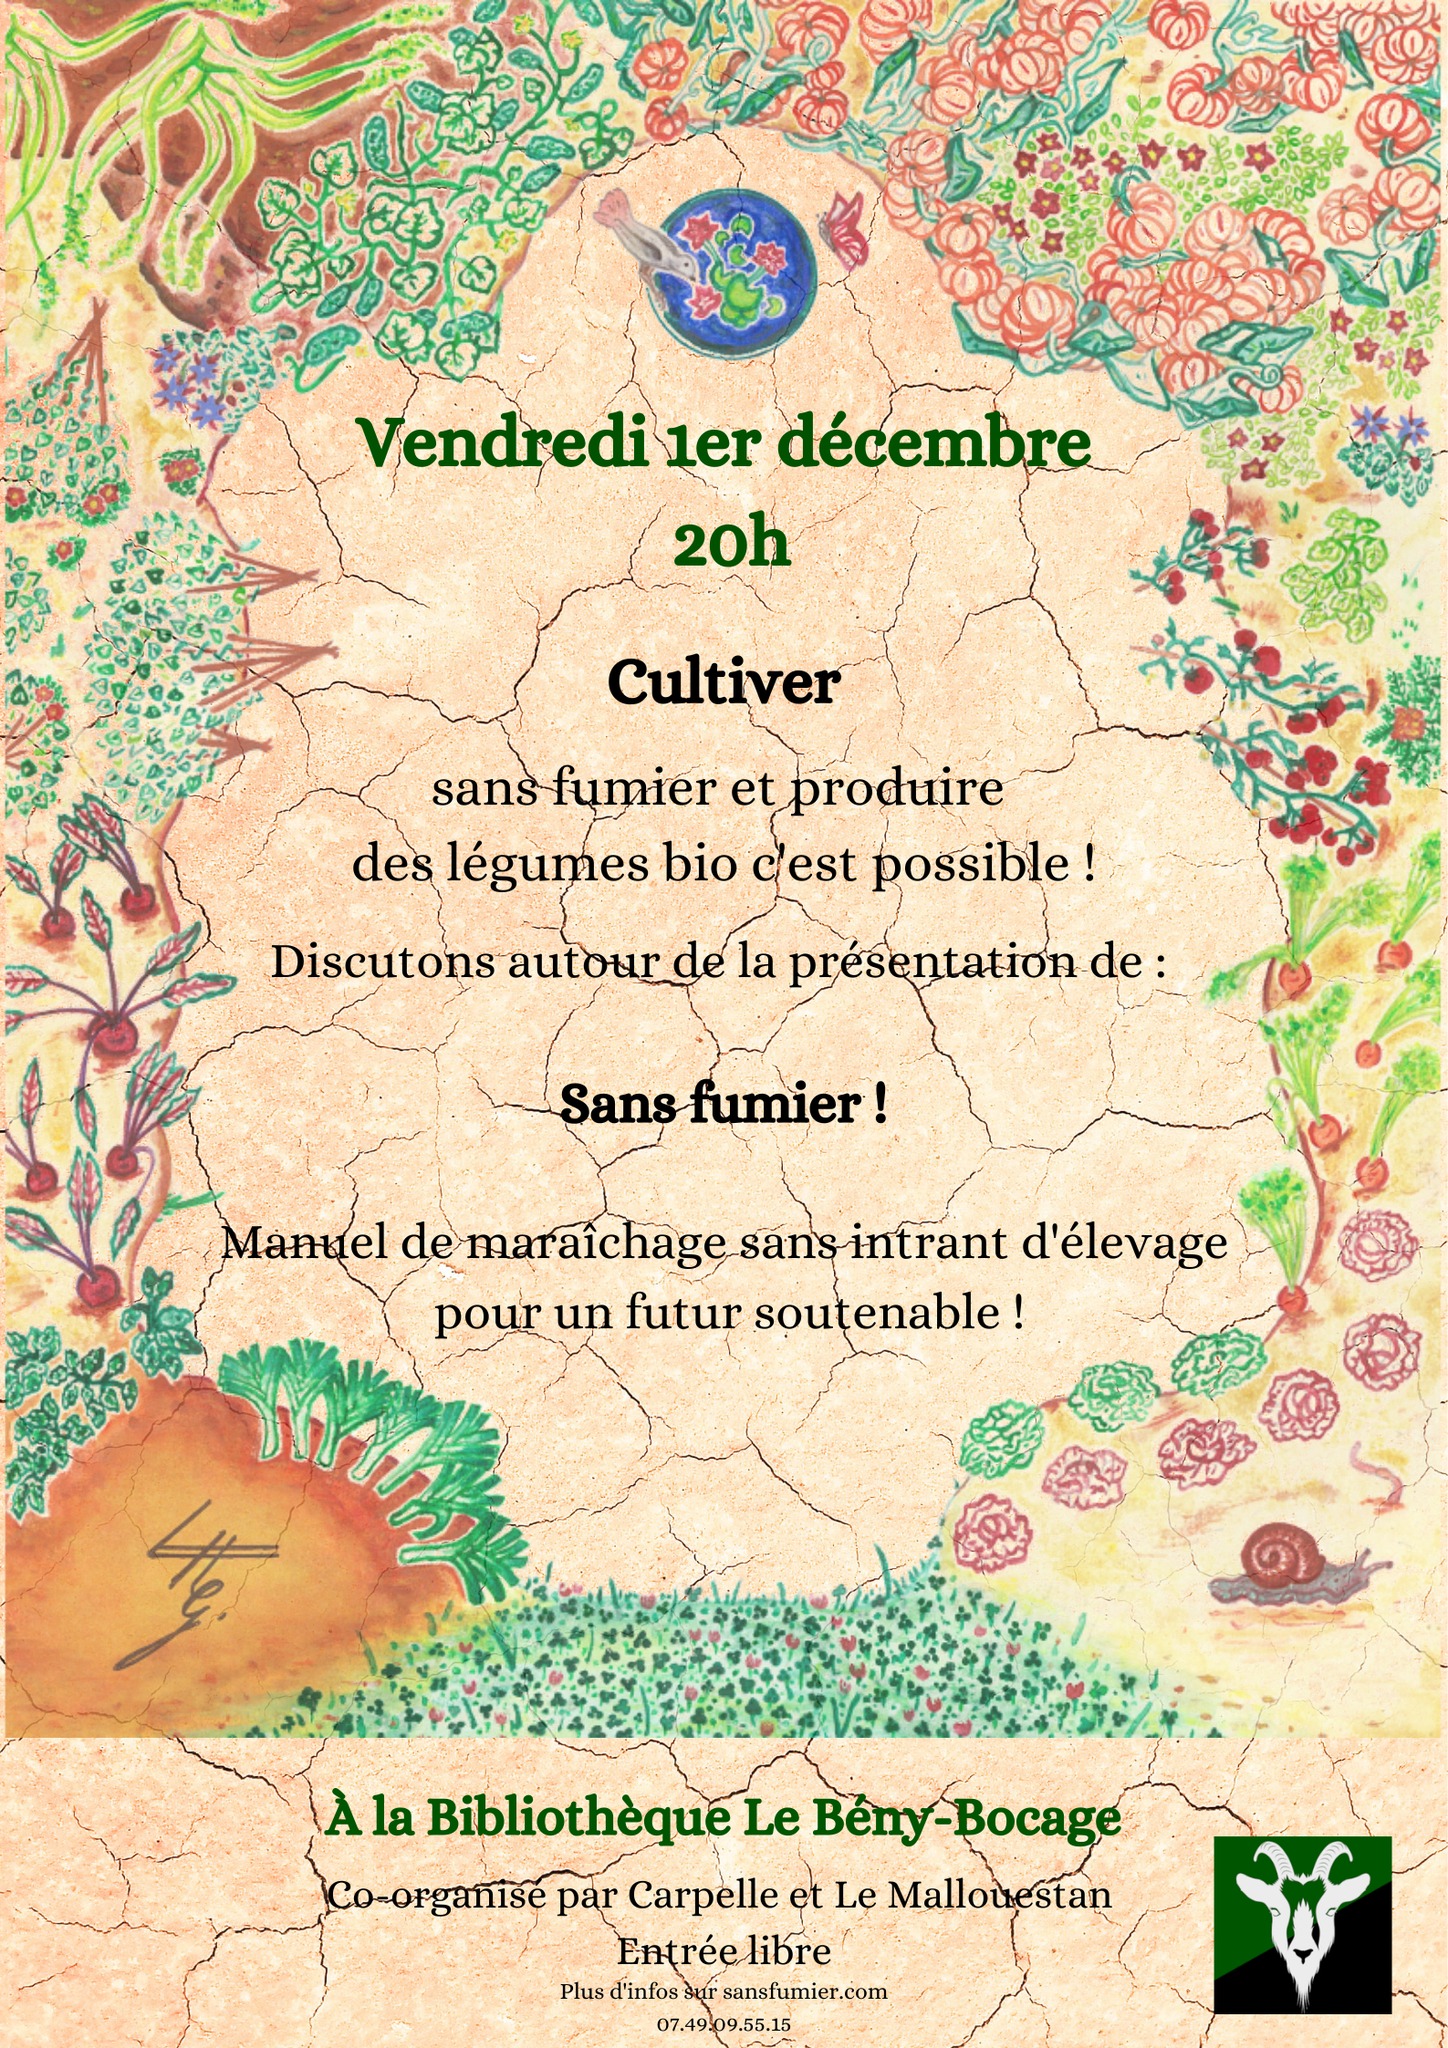 Vendredi 1er décembre
20h
Cultiver
sans fumier et produire
des légumes bio c'est possible !
Discutons autour de la présentation de :
Sans fumier !
Manuel de maraîchage sans intrant d'élevage
pour un futur soutenable !
À la Bibliothèque Le Bény-Bocage
Co-organisé par Carpelle et Le Mallouestan
Entrée libre
Plus d'infos sur sansfumier.com
07.49.09.55.15